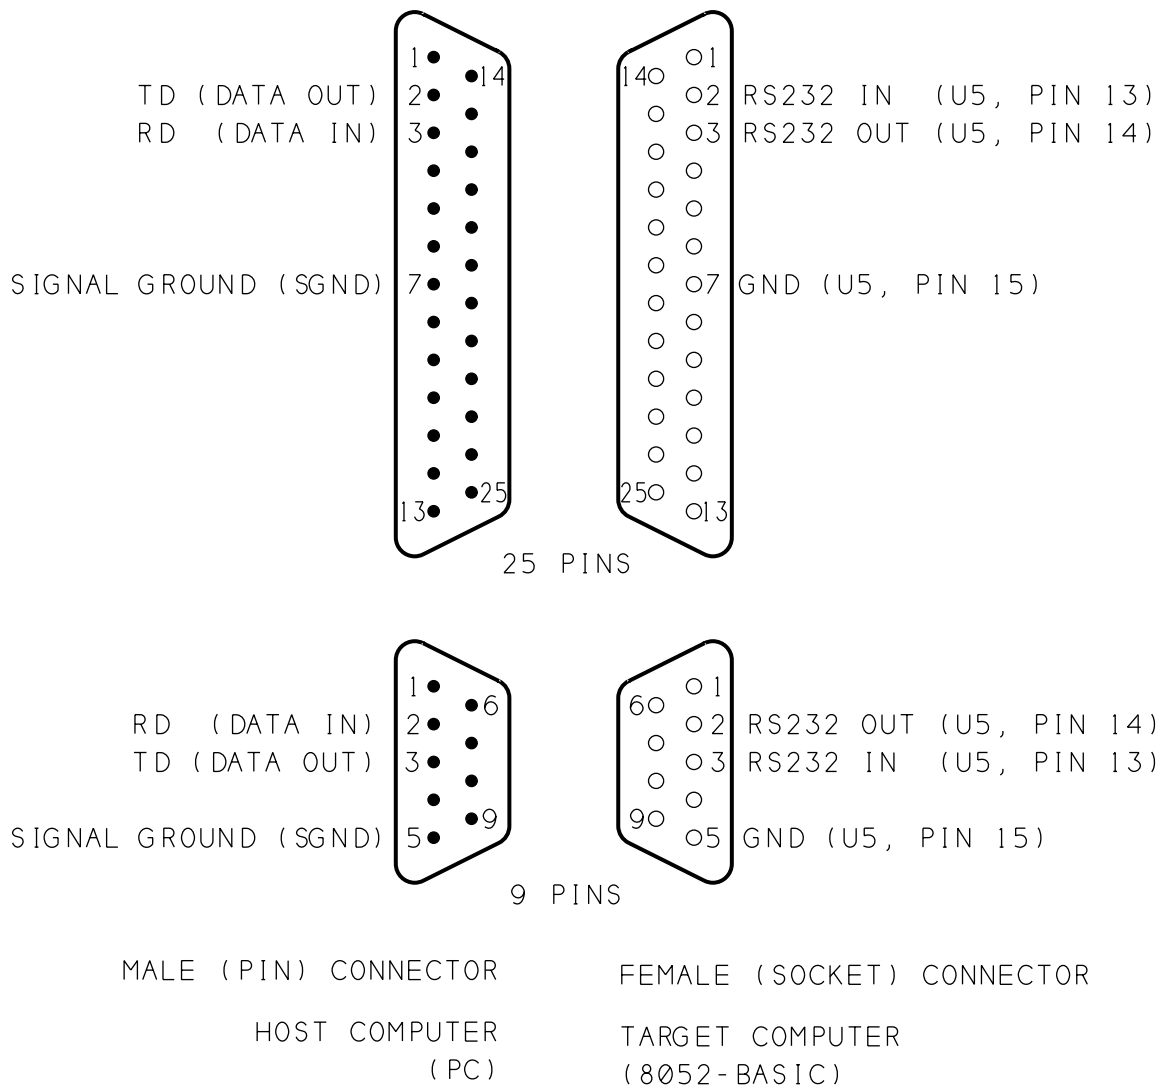 1
14
14
1
TD (DATA OUT) 2
2 RS232 IN (U5, PIN 13)
RD (DATA IN) 3
3 RS232 OUT (U5, PIN 14)
SIGNAL GROUND (SGND) 7
7 GND (U5, PIN 15)
25
25
13
13
25 PINS
1
6
6
1
RD (DATA IN) 2
2 RS232 OUT (U5, PIN 14)
TD (DATA OUT) 3
3 RS232 IN (U5, PIN 13)
9
9
SIGNAL GROUND (SGND) 5
5 GND (U5, PIN 15)
9 PINS
MALE (PIN) CONNECTOR
HOST COMPUTER
(PC)
FEMALE (SOCKET) CONNECTOR
TARGET COMPUTER
(8052-BASIC)